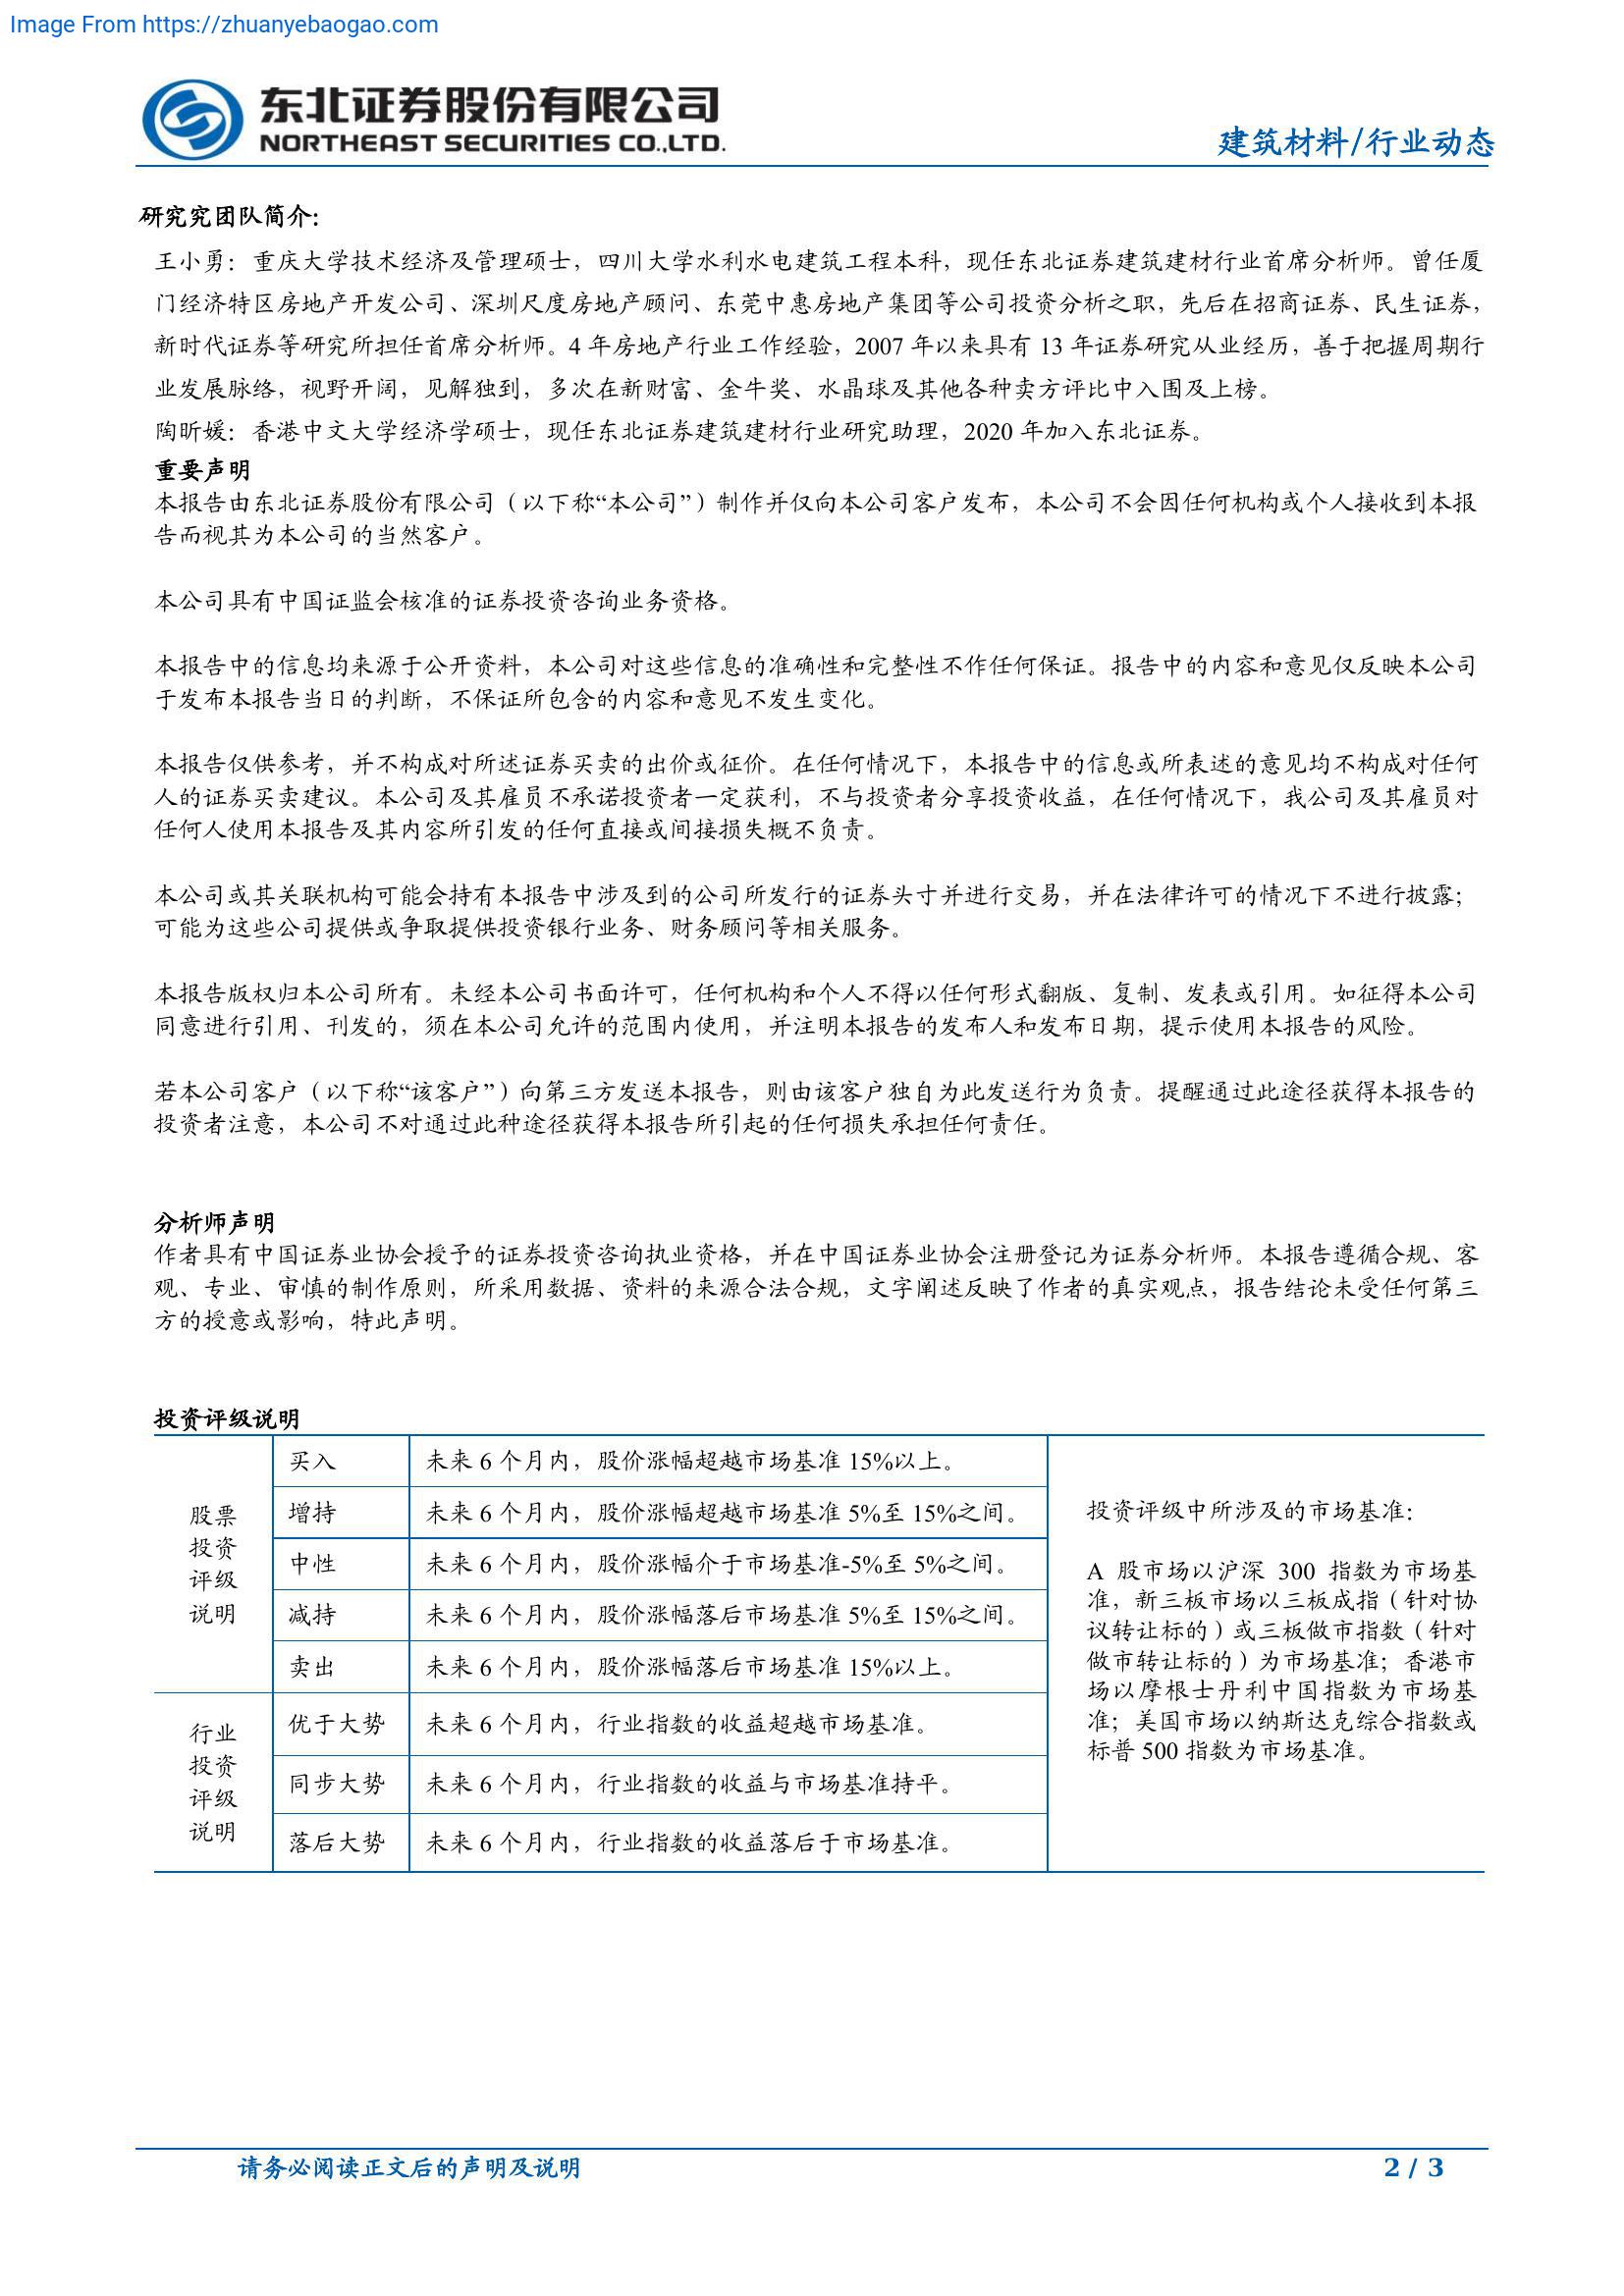 Image From https://zhuanyebaogao.com
东北证券股份有限公司
NORTHEAST SECURITIES CO.,LTD.
建筑材料/行业动态
研究究团队简介：
王小勇：重庆大学技术经济及管理硕士，四川大学水利水电建筑工程本科，现任东北证券建筑建材行业首席分析师。曾任厦
门经济特区房地产开发公司、深圳尺度房地产顾问、东莞中惠房地产集团等公司投资分析之职，先后在招商证券、民生证券，
新时代证券等研究所担任首席分析师。4 年房地产行业工作经验，2007 年以来具有 13 年证券研究从业经历，善于把握周期行
业发展脉络，视野开阔，见解独到，多次在新财富、金牛奖、水晶球及其他各种卖方评比中入围及上榜。
陶昕媛：香港中文大学经济学硕士，现任东北证券建筑建材行业研究助理，2020 年加入东北证券。
重要声明
本报告由东北证券股份有限公司（以下称“本公司”）制作并仅向本公司客户发布，本公司不会因任何机构或个人接收到本报
告而视其为本公司的当然客户。
本公司具有中国证监会核准的证券投资咨询业务资格。
本报告中的信息均来源于公开资料，本公司对这些信息的准确性和完整性不作任何保证。报告中的内容和意见仅反映本公司
于发布本报告当日的判断，不保证所包含的内容和意见不发生变化。
本报告仅供参考，并不构成对所述证券买卖的出价或征价。在任何情况下，本报告中的信息或所表述的意见均不构成对任何
人的证券买卖建议。本公司及其雇员不承诺投资者一定获利，不与投资者分享投资收益，在任何情况下，我公司及其雇员对
任何人使用本报告及其内容所引发的任何直接或间接损失概不负责。
本公司或其关联机构可能会持有本报告中涉及到的公司所发行的证券头寸并进行交易，并在法律许可的情况下不进行披露；
可能为这些公司提供或争取提供投资银行业务、财务顾问等相关服务。
本报告版权归本公司所有。未经本公司书面许可，任何机构和个人不得以任何形式翻版、复制、发表或引用。如征得本公司
同意进行引用、刊发的，须在本公司允许的范围内使用，并注明本报告的发布人和发布日期，提示使用本报告的风险。
若本公司客户（以下称“该客户”）向第三方发送本报告，则由该客户独自为此发送行为负责。提醒通过此途径获得本报告的
投资者注意，本公司不对通过此种途径获得本报告所引起的任何损失承担任何责任。
分析师声明
作者具有中国证券业协会授予的证券投资咨询执业资格，并在中国证券业协会注册登记为证券分析师。本报告遵循合规、客
观、专业、审慎的制作原则，所采用数据、资料的来源合法合规，文字阐述反映了作者的真实观点，报告结论未受任何第三
方的授意或影响，特此声明。
投资评级说明
股票
投资
评级
说明
买入 未来 6 个月内，股价涨幅超越市场基准 15%以上。
增持 未来 6 个月内，股价涨幅超越市场基准 5%至 15%之间。
中性 未来 6 个月内，股价涨幅介于市场基准-5%至 5%之间。
减持 未来 6 个月内，股价涨幅落后市场基准 5%至 15%之间。
卖出 未来 6 个月内，股价涨幅落后市场基准 15%以上。
行业
投资
评级
说明
优于大势 未来 6 个月内，行业指数的收益超越市场基准。
同步大势 未来 6 个月内，行业指数的收益与市场基准持平。
落后大势 未来 6 个月内，行业指数的收益落后于市场基准。
投资评级中所涉及的市场基准：
A 股市场以沪深 300 指数为市场基
准，新三板市场以三板成指（针对协
议转让标的）或三板做市指数（针对
做市转让标的）为市场基准；香港市
场以摩根士丹利中国指数为市场基
准；美国市场以纳斯达克综合指数或
标普 500 指数为市场基准。
请务必阅读正文后的声明及说明
2 / 3